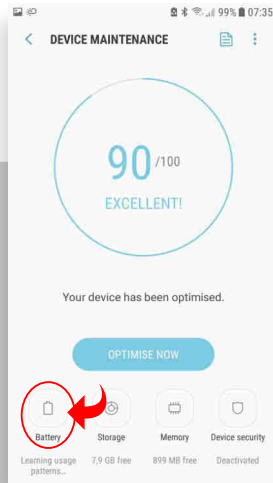 99% 07:35
DEVICE MAINTENANCE
90 /100
EXCELLENT!
Your device has been optimised.
OPTIMISE NOW
Battery Storage Memory Device security
Learning usage patterns... 7,9 GB free 899 MB free Deactivated